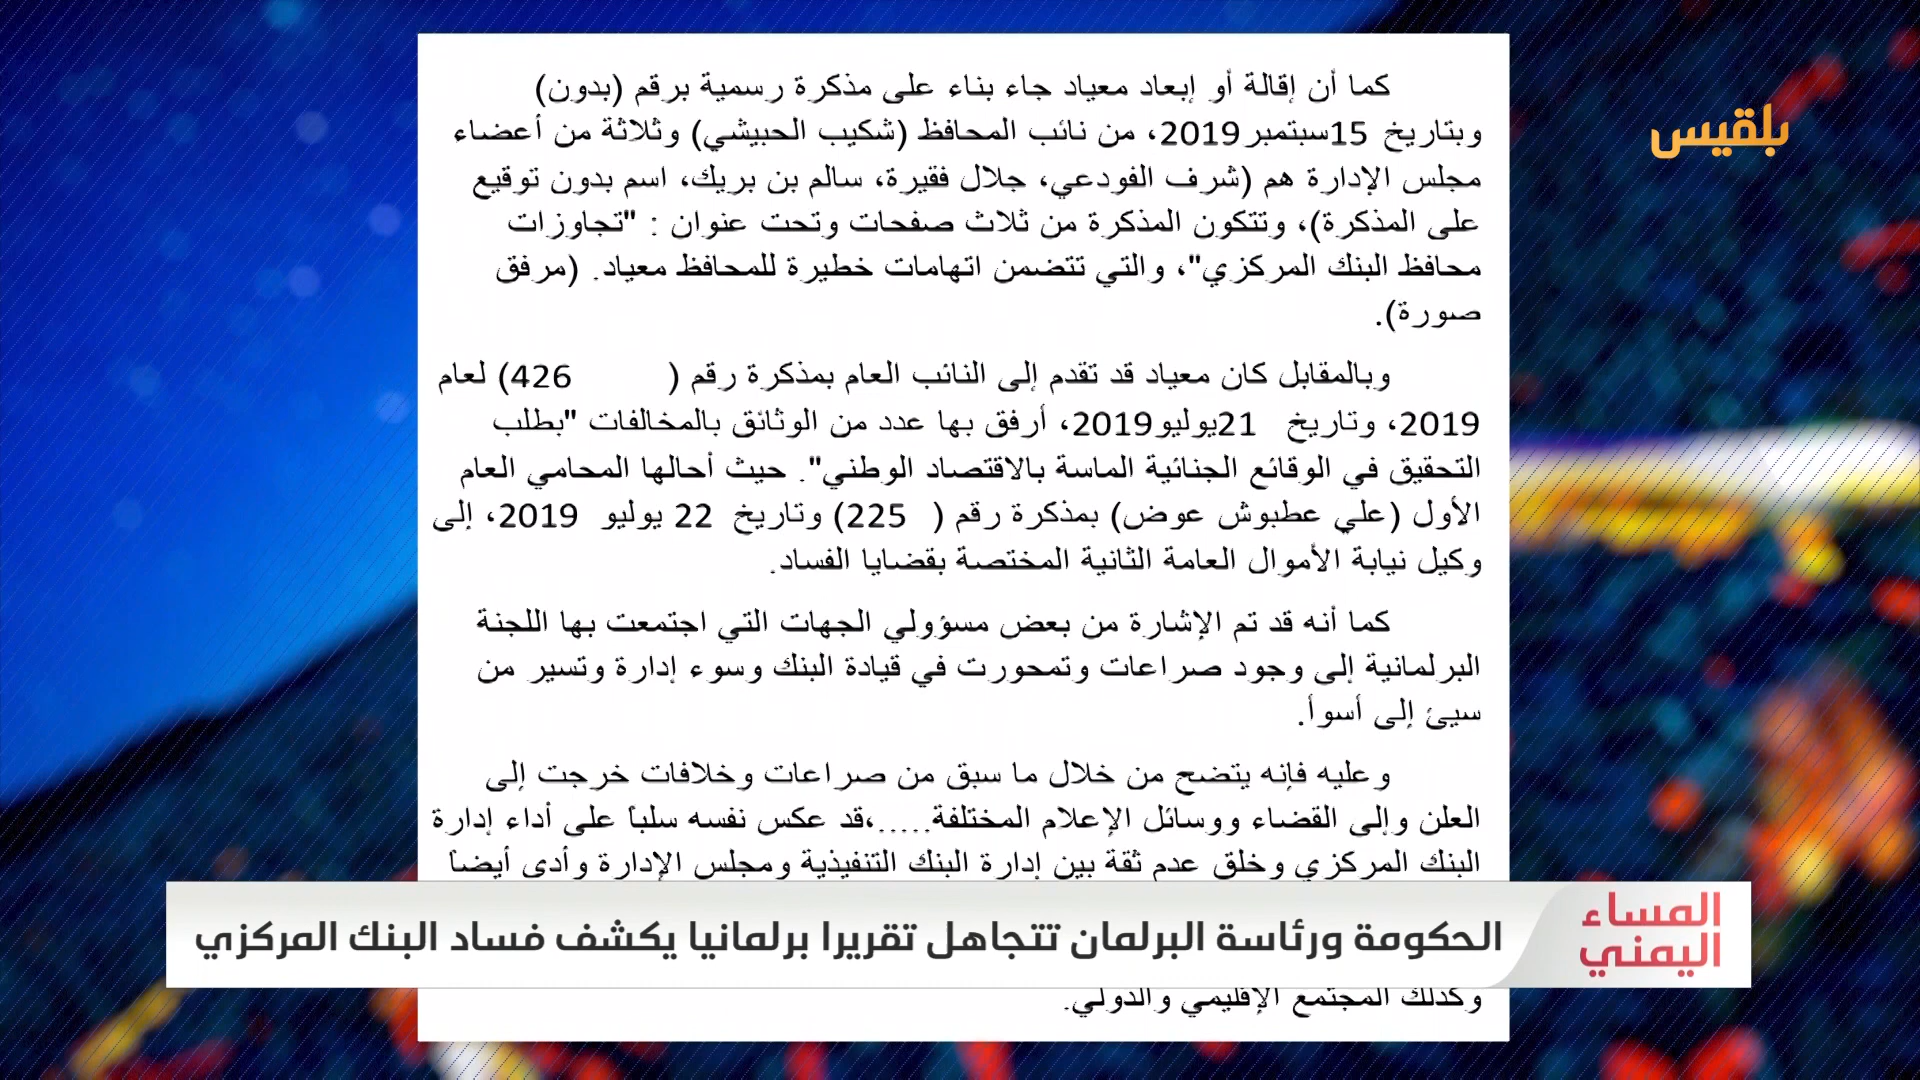 كما أن إقالة أو إبعاد معياد جاء بناء على مذكرة رسمية برقم (بدون)
وبتاريخ 15سبتمبر2019، من نائب المحافظ (شكيب الحبيشي) وثلاثة من أعضاء
مجلس الإدارة هم (شرف الفودعي، جلال فقيرة، سالم بن بريك، اسم بدون توقيع
على المذكرة)، وتتكون المذكرة من ثلاث صفحات وتحت عنوان : "تجاوزات
محافظ البنك المركزي"، والتي تتضمن اتهامات خطيرة للمحافظ معياد. (مرفق
صورة).
وبالمقابل كان معياد قد تقدم إلى النائب العام بمذكرة رقم ( 426) لعام
2019، وتاريخ 21يوليو2019، أرفق بها عدد من الوثائق بالمخالفات "بطلب
التحقيق في الوقائع الجنائية الماسة بالاقتصاد الوطني". حيث أحالها المحامي العام
الأول (علي عطبوش عوض) بمذكرة رقم ( 225) وتاريخ 22 يوليو 2019، إلى
وكيل نيابة الأموال العامة الثانية المختصة بقضايا الفساد.
كما أنه قد تم الإشارة من بعض مسؤولي الجهات التي اجتمعت بها اللجنة
البرلمانية إلى وجود صراعات وتمحورت في قيادة البنك وسوء إدارة وتسير من
سيئ إلى أسوأ.
وعليه فإنه يتضح من خلال ما سبق من صراعات وخلافات خرجت إلى
العلن وإلى القضاء ووسائل الإعلام المختلفة.....،قد عكس نفسه سلباً على أداء إدارة
البنك المركزي وخلق عدم ثقة بين إدارة البنك التنفيذية ومجلس الإدارة وأدى أيضاً
وكذلك المجتمع الإقليمي والدولي.
بلقيس
المساء
اليمني
الحكومة ورئاسة البرلمان تتجاهل تقريرا برلمانيا يكشف فساد البنك المركزي